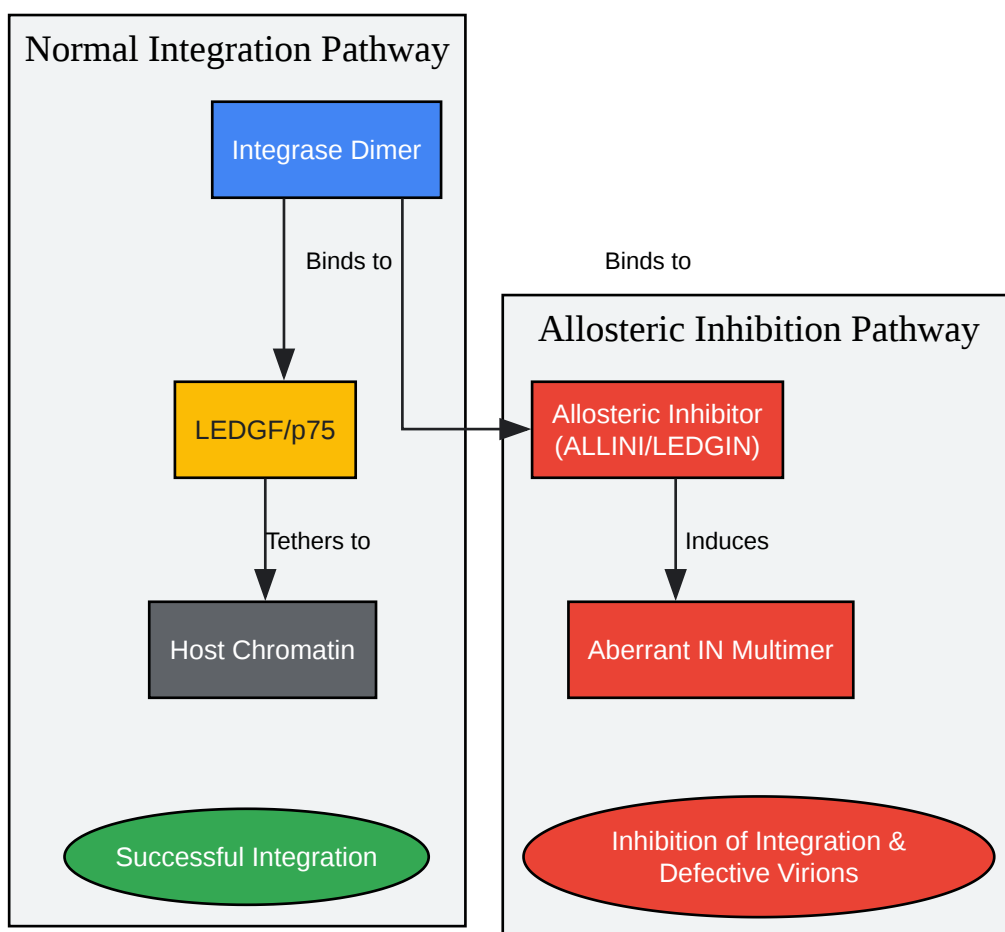 Normal Integration Pathway
Integrase Dimer
Binds to
Binds to
Allosteric Inhibition Pathway
LEDGF/p75
Allosteric Inhibitor
(ALLINI/LEDGIN)
Tethers to
Induces
Host Chromatin
Aberrant IN Multimer
Successful Integration
Inhibition of Integration &
Defective Virions